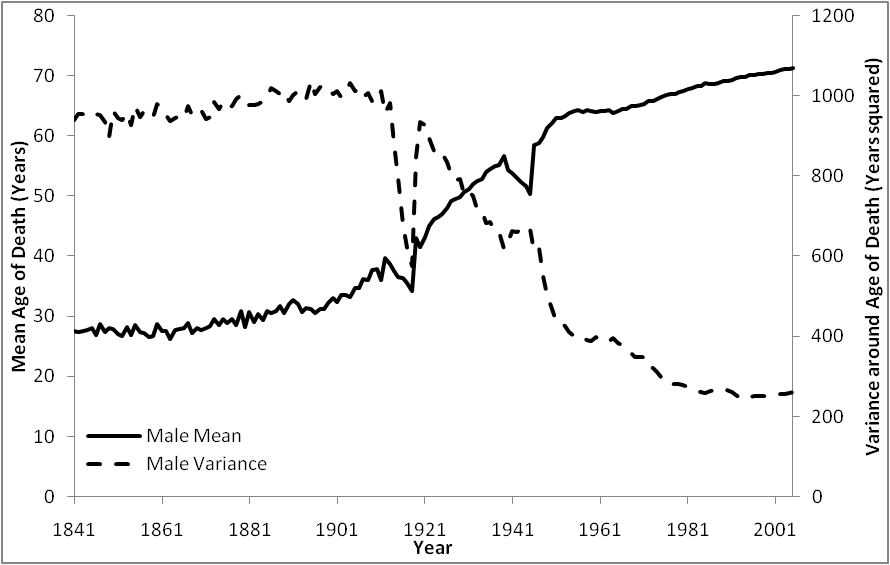 80
70
60
50
40
30
20
10
0
Mean Age of Death (Years)
1200
1000
800
600
400
200
0
Variance around Age of Death (Years squared)
Male Mean
Male Variance
1841 1861 1881 1901 1921 1941 1961 1981 2001
Year